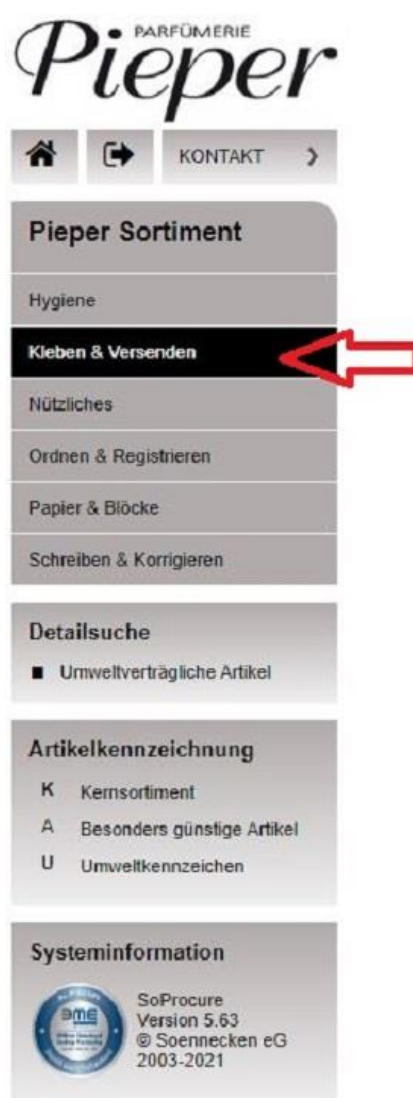 PARFÜMERIE
Pieper
KONTAKT
Pieper Sortiment
Hygiene
Kleben & Versenden
Nützliches
Ordnen & Registrieren
Papier & Blöcke
Schreiben & Korrigieren
Detailsuche
Umweltverträgliche Artikel
Artikelkennzeichnung
K Kernsortiment
A Besonders günstige Artikel
U Umweltkennzeichen
Systeminformation
BME
SoProcure
Version 5.63
© Soennecken eG
2003-2021